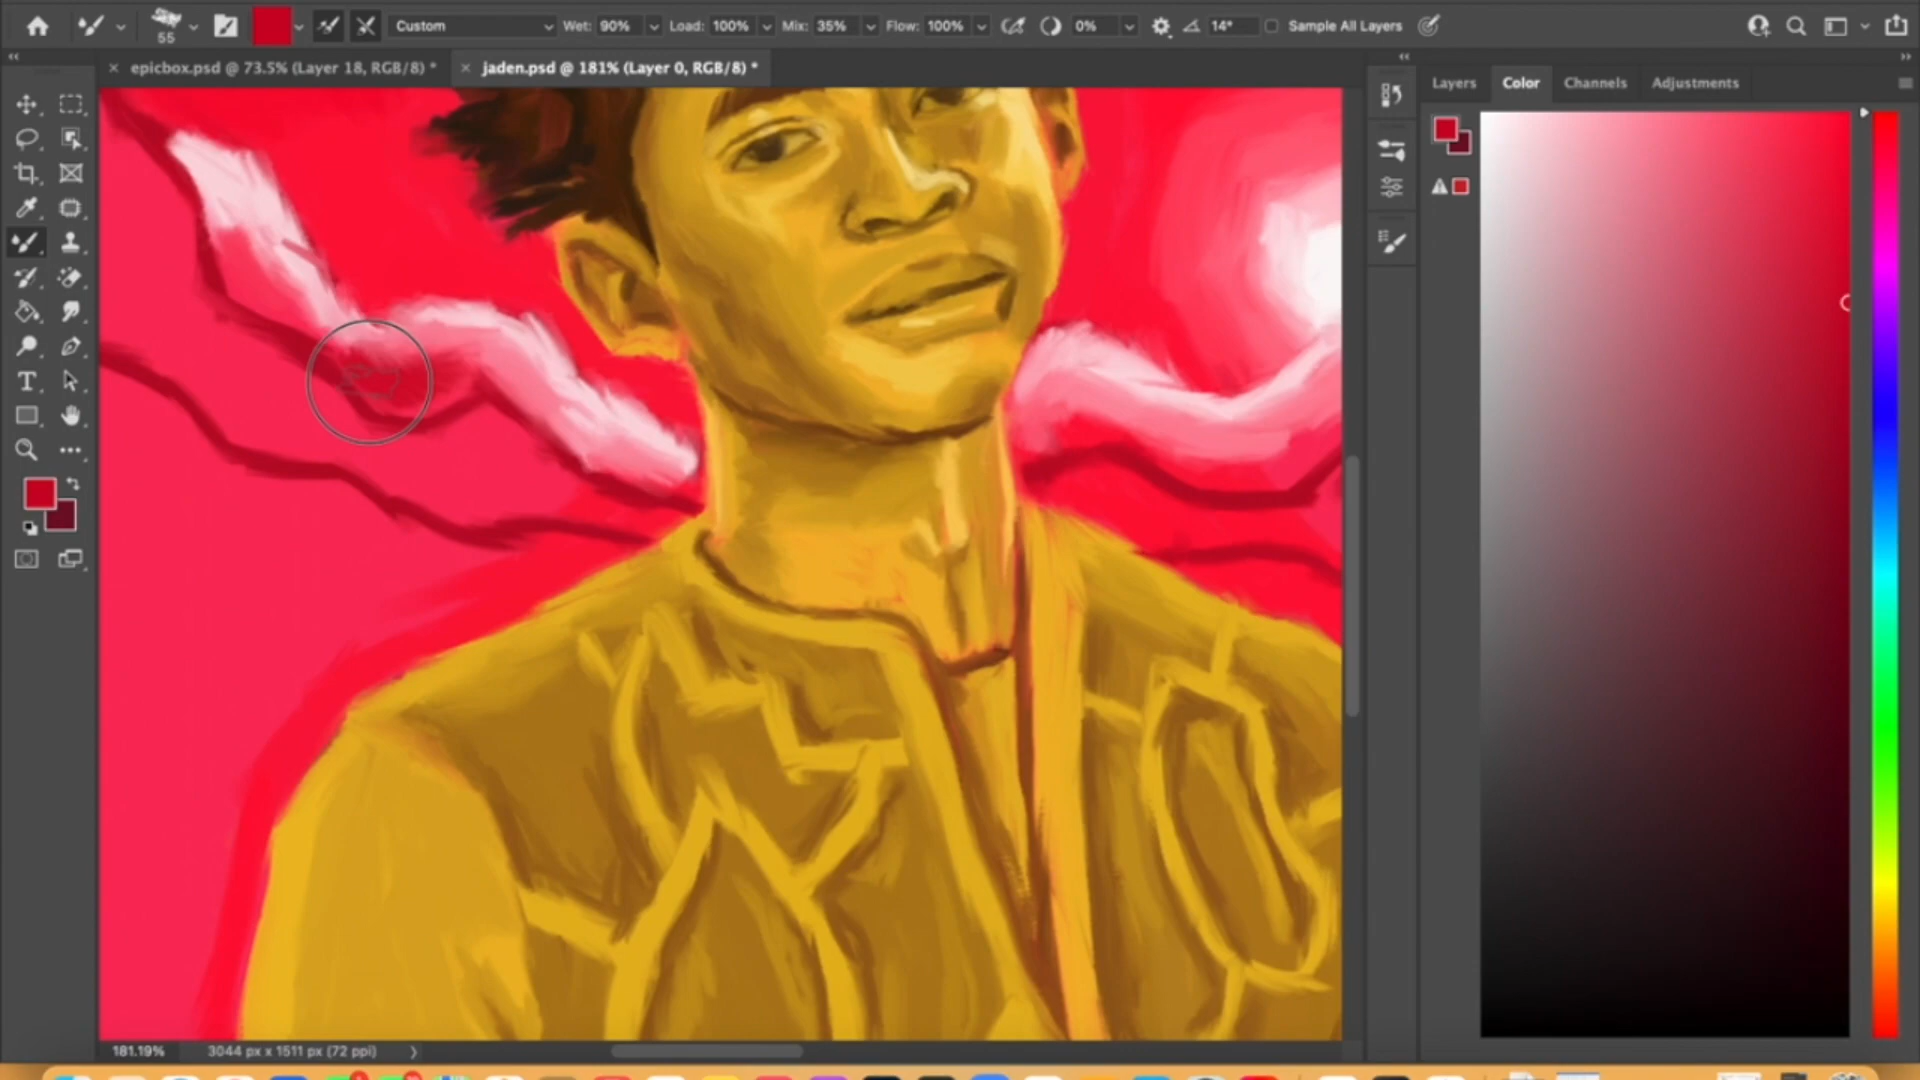 55 Custom Wet: 90% Load: 100% Mix: 35% Flow: 100% 0% 14° Sample All Layers
epicbox.psd @ 73.5% (Layer 18, RGB/8) * jaden.psd @ 181% (Layer 0, RGB/8) *
Layers Color Channels Adjustments
181.19% 3044 px x 1511 px (72 ppi)